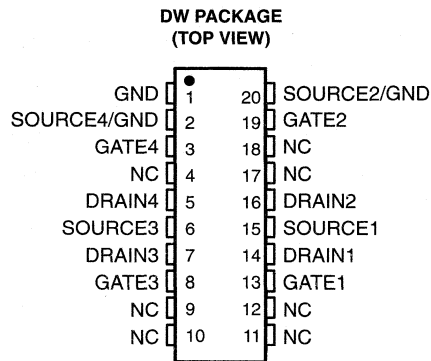 DW PACKAGE
(TOP VIEW)
GND 1 20 SOURCE2/GND
SOURCE4/GND 2 19 GATE2
GATE4 3 18 NC
NC 4 17 NC
DRAIN4 5 16 DRAIN2
SOURCE3 6 15 SOURCE1
DRAIN3 7 14 DRAIN1
GATE3 8 13 GATE1
NC 9 12 NC
NC 10 11 NC